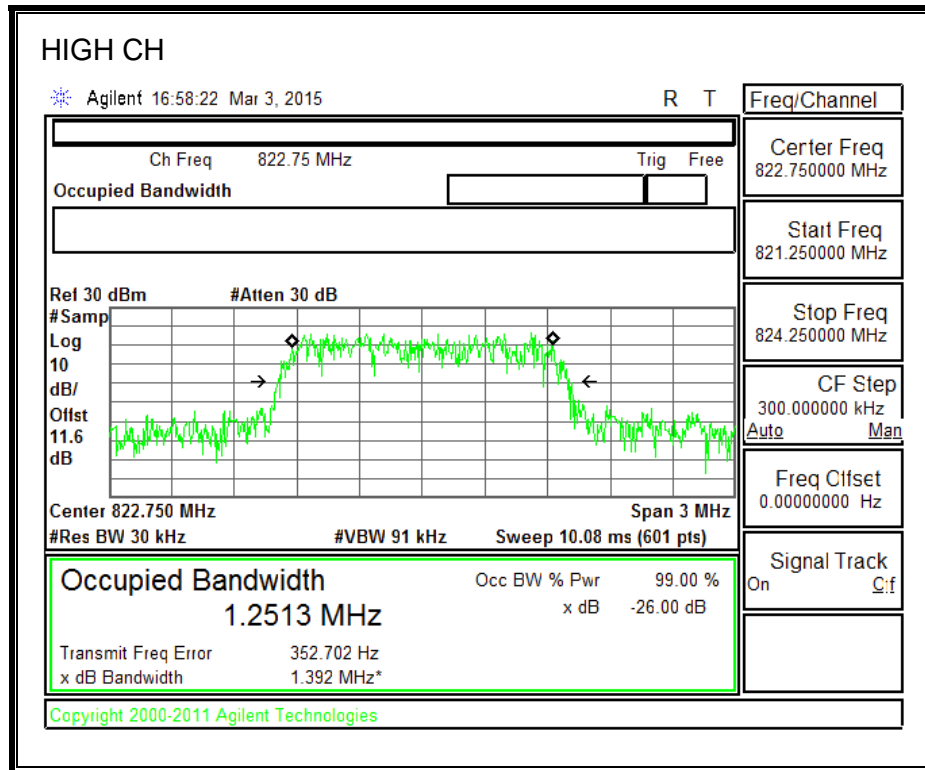 HIGH CH
Agilent 16:58:22 Mar 3, 2015 R T
Freq/Channel
Ch Freq 822.75 MHz Trig Free
Occupied Bandwidth
Center Freq
822.750000 MHz
Start Freq
821.250000 MHz
Stop Freq
824.250000 MHz
CF Step
300.000000 kHz
Auto Man
Freq Offset
0.00000000 Hz
Signal Track
On Off
Ref 30 dBm #Atten 30 dB
#Samp
Log
10
dB/
Offst
11.6
dB
Center 822.750 MHz Span 3 MHz
#Res BW 30 kHz #VBW 91 kHz Sweep 10.08 ms (601 pts)
Occupied Bandwidth Occ BW % Pwr 99.00 %
1.2513 MHz x dB -26.00 dB
Transmit Freq Error 352.702 Hz
x dB Bandwidth 1.392 MHz*
Copyright 2000-2011 Agilent Technologies